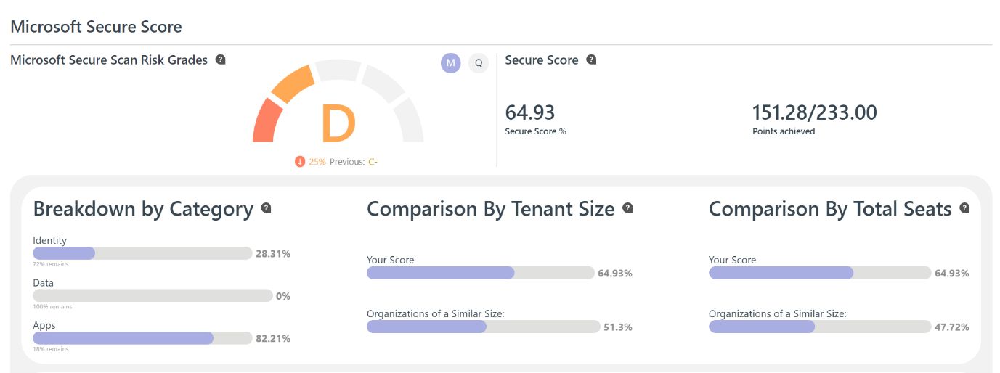 Microsoft Secure Score
Microsoft Secure Scan Risk Grades ?
M Q
D
25% Previous: C-
Secure Score ?
64.93
Secure Score %
151.28/233.00
Points achieved
Breakdown by Category ?
Identity
28.31%
72% remains
Data
0%
100% remains
Apps
82.21%
18% remains
Comparison By Tenant Size ?
Your Score
64.93%
Organizations of a Similar Size:
51.3%
Comparison By Total Seats ?
Your Score
64.93%
Organizations of a Similar Size:
47.72%